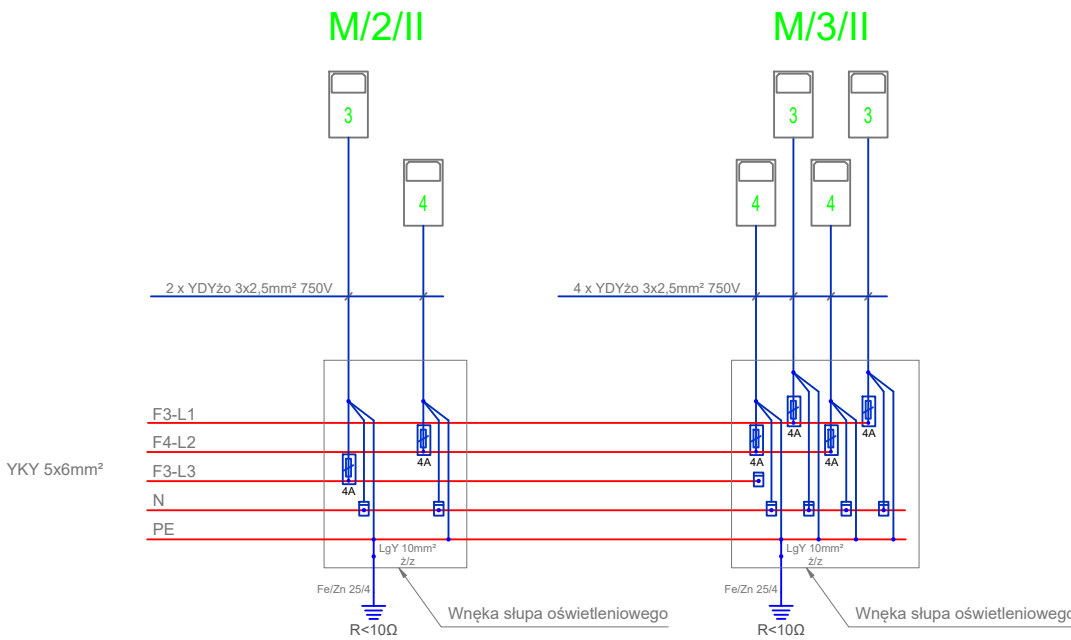 M/2/II
M/3/II
3
3
3
4
4
4
2 x YDYżo 3x2,5mm² 750V
4 x YDYżo 3x2,5mm² 750V
F3-L1
4A
4A
F4-L2
4A
4A
4A
YKY 5x6mm²
F3-L3
4A
N
PE
LgY 10mm²
ż/z
LgY 10mm²
ż/z
Fe/Zn 25/4
Fe/Zn 25/4
Wnęka słupa oświetleniowego
Wnęka słupa oświetleniowego
R<10Ω
R<10Ω